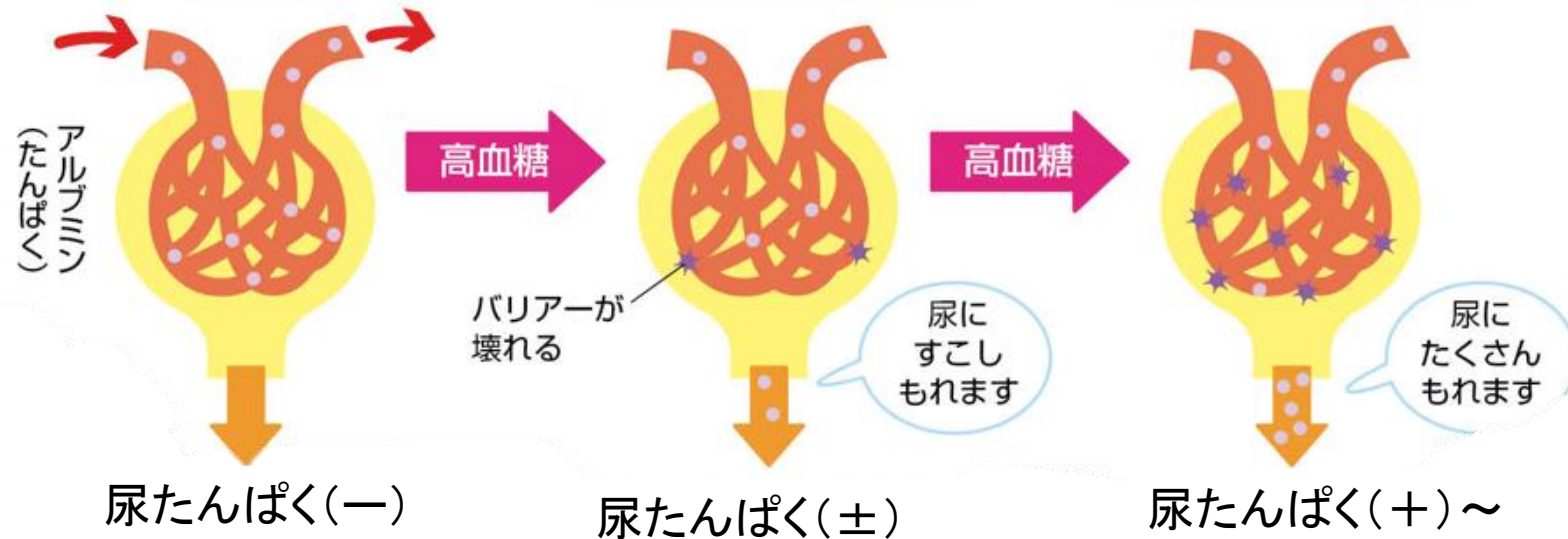 アルブミン
（たんぱく）
高血糖
高血糖
バリアーが
壊れる
尿に
すこし
もれます
尿に
たくさん
もれます
尿たんぱく（－）
尿たんぱく（±）
尿たんぱく（＋）～